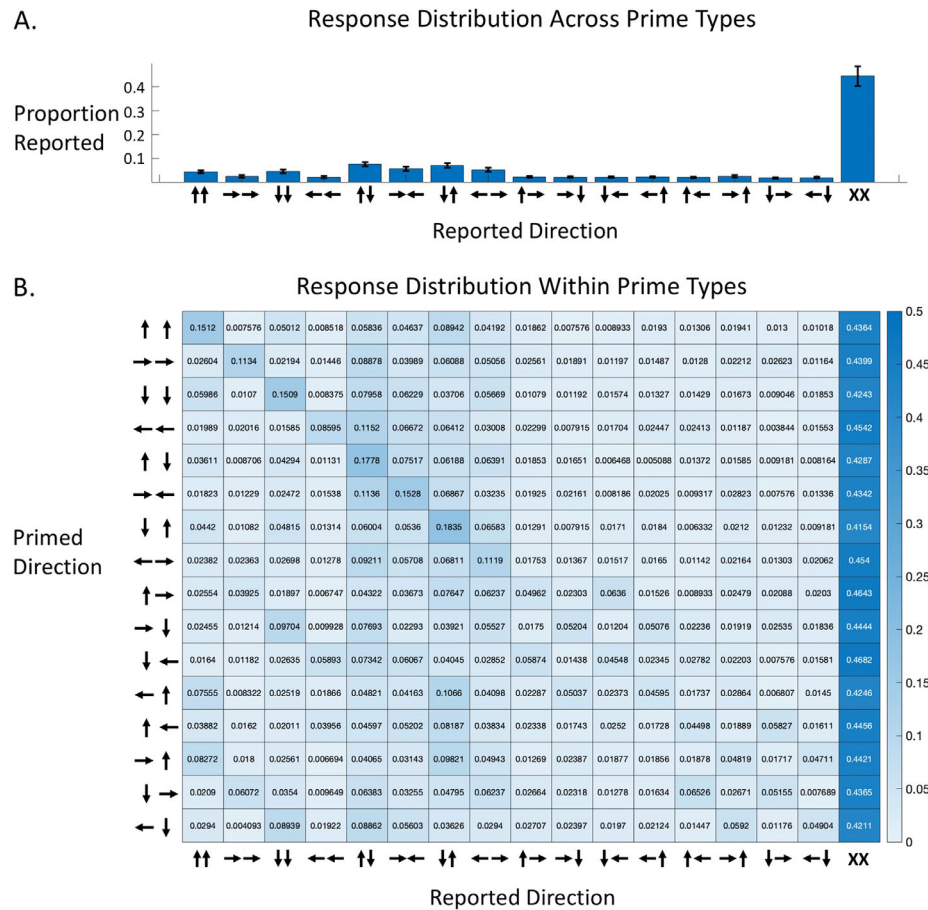 A. Response Distribution Across Prime Types
Proportion Reported
0.4
0.3
0.2
0.1
↑↑ →→ ↓↓ ←← ↑↓ →← ↓↑ ←→ ↑→ →↓ ↓← ←↑ ↑← →↑ ↓→ ←↓ XX
Reported Direction
B. Response Distribution Within Prime Types
↑ ↑ 0.1512 0.007576 0.05012 0.008518 0.05836 0.04637 0.08942 0.04192 0.01862 0.007576 0.008933 0.0193 0.01306 0.01941 0.013 0.01018 0.4364
→ → 0.02604 0.1134 0.02194 0.01446 0.08878 0.03989 0.06088 0.05056 0.02561 0.01891 0.01197 0.01487 0.0128 0.02212 0.02623 0.01164 0.4399
↓ ↓ 0.05986 0.0107 0.1509 0.008375 0.07958 0.06229 0.03706 0.05669 0.01079 0.01192 0.01574 0.01327 0.01429 0.01673 0.009046 0.01853 0.4243
← ← 0.01989 0.02016 0.01585 0.08595 0.1152 0.06672 0.06412 0.03008 0.02299 0.007915 0.01704 0.02447 0.02413 0.01187 0.003844 0.01553 0.4542
↑ ↓ 0.03611 0.008706 0.04294 0.01131 0.1778 0.07517 0.06188 0.06391 0.01853 0.01651 0.006468 0.005088 0.01372 0.01585 0.009181 0.008164 0.4287
→ ← 0.01823 0.01229 0.02472 0.01538 0.1136 0.1528 0.06867 0.03235 0.01925 0.02161 0.008186 0.02025 0.009317 0.02823 0.007576 0.01336 0.4342
↓ ↑ 0.0442 0.01082 0.04815 0.01314 0.06004 0.0536 0.1835 0.06583 0.01291 0.007915 0.0171 0.0184 0.006332 0.0212 0.01232 0.009181 0.4154
← → 0.02382 0.02363 0.02698 0.01278 0.09211 0.05708 0.06811 0.1119 0.01753 0.01367 0.01517 0.0165 0.01142 0.02164 0.01303 0.02062 0.454
↑ → 0.02554 0.03925 0.01897 0.006747 0.04322 0.03673 0.07647 0.06237 0.04962 0.02303 0.0636 0.01526 0.008933 0.02479 0.02088 0.0203 0.4643
→ ↓ 0.02455 0.01214 0.09704 0.009928 0.07693 0.02293 0.03921 0.05527 0.0175 0.05204 0.01204 0.05076 0.02236 0.01919 0.02535 0.01836 0.4444
↓ ← 0.0164 0.01182 0.02635 0.05893 0.07342 0.06067 0.04045 0.02852 0.05874 0.01438 0.04548 0.02345 0.02782 0.02203 0.007576 0.01581 0.4682
← ↑ 0.07555 0.008322 0.02519 0.01866 0.04821 0.04163 0.1066 0.04098 0.02287 0.05037 0.02373 0.04595 0.01737 0.02864 0.006807 0.0145 0.4246
↑ ← 0.03882 0.0162 0.02011 0.03956 0.04597 0.05202 0.08187 0.03834 0.02338 0.01743 0.0252 0.01728 0.04498 0.01889 0.05827 0.01611 0.4456
→ ↑ 0.08272 0.018 0.02561 0.006694 0.04065 0.03143 0.09821 0.04943 0.01269 0.02387 0.01877 0.01856 0.01878 0.04819 0.01717 0.04711 0.4421
↓ → 0.0209 0.06072 0.0354 0.009649 0.06383 0.03255 0.04795 0.06237 0.02664 0.02318 0.01278 0.01634 0.06526 0.02671 0.05155 0.007689 0.4365
← ↓ 0.0294 0.004093 0.08939 0.01922 0.08862 0.05603 0.03626 0.0294 0.02707 0.02397 0.0197 0.02124 0.01447 0.0592 0.01176 0.04904 0.4211
Primed
Direction
↑↑ →→ ↓↓ ←← ↑↓ →← ↓↑ ←→ ↑→ →↓ ↓← ←↑ ↑← →↑ ↓→ ←↓ XX
Reported Direction
0.5
0.45
0.4
0.35
0.3
0.25
0.2
0.15
0.1
0.05
0